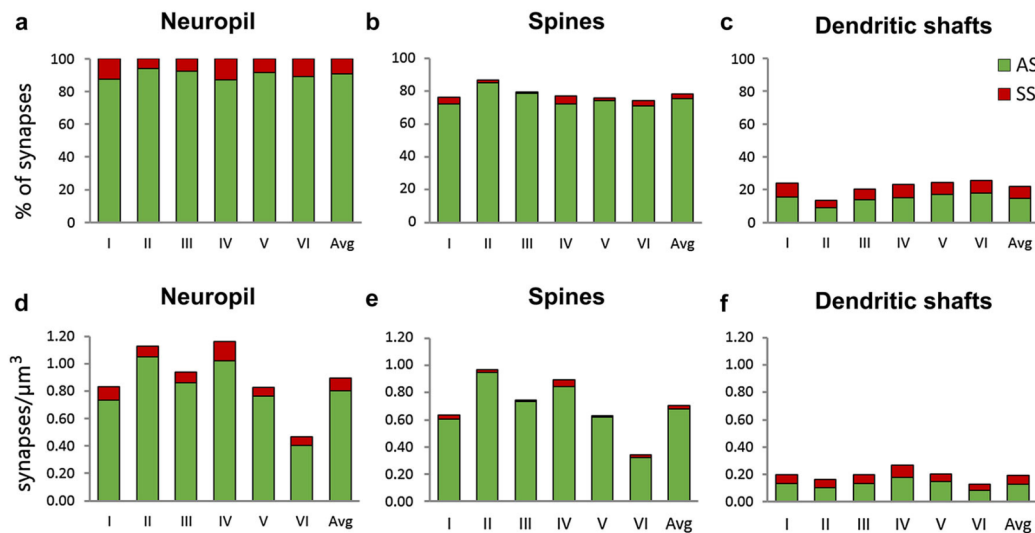 a Neuropil b Spines c Dendritic shafts
% of synapses
100 100 100 AS
80 80 80 SS
60 60 60
40 40 40
20 20 20
0 0 0
I II III IV V VI Avg I II III IV V VI Avg I II III IV V VI Avg
d Neuropil e Spines f Dendritic shafts
synapses/µm³
1.20 1.20 1.20
1.00 1.00 1.00
0.80 0.80 0.80
0.60 0.60 0.60
0.40 0.40 0.40
0.20 0.20 0.20
0.00 0.00 0.00
I II III IV V VI Avg I II III IV V VI Avg I II III IV V VI Avg